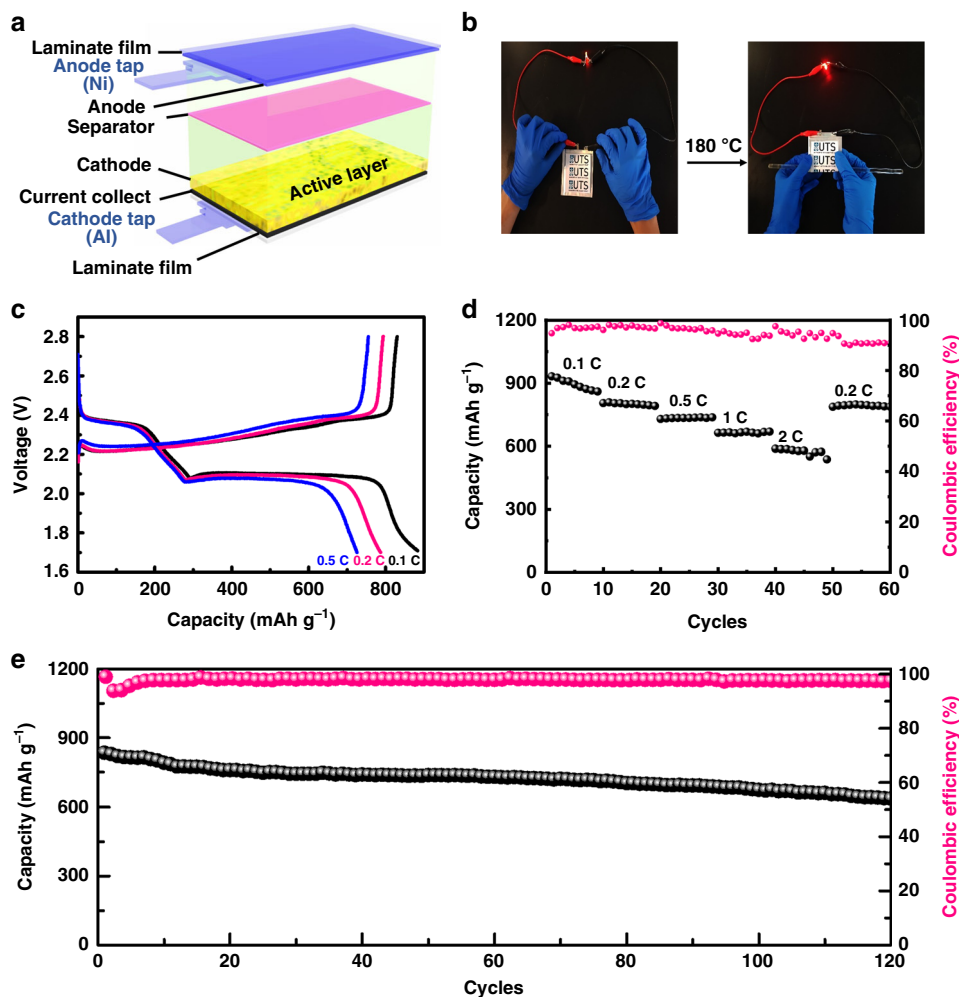 a
Laminate film
Anode tap
(Ni)
Anode
Separator
Cathode
Current collect
Cathode tap
(Al)
Laminate film
Active layer
b
UTS
UTS
UTS
180 °C
UTS
UTS
UTS
c
Voltage (V)
2.8
2.6
2.4
2.2
2.0
1.8
1.6
0.5 C 0.2 C 0.1 C
0 200 400 600 800
Capacity (mAh g⁻¹)
d
Capacity (mAh g⁻¹)
1200
900
600
300
0
0.1 C
0.2 C
0.5 C
1 C
2 C
0.2 C
100
80
60
40
20
0
Coulombic efficiency (%)
0 10 20 30 40 50 60
Cycles
e
Capacity (mAh g⁻¹)
1200
900
600
300
0
100
80
60
40
20
0
Coulombic efficiency (%)
0 20 40 60 80 100 120
Cycles